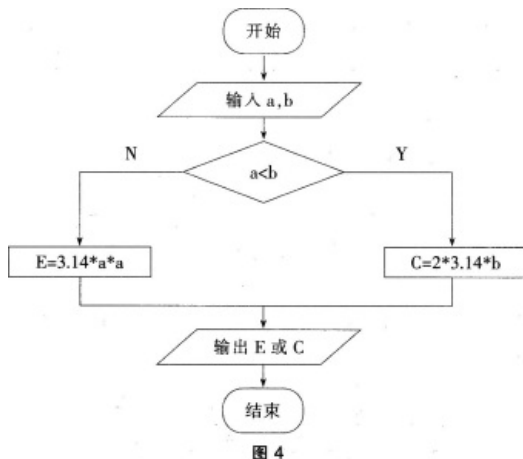 开始
输入 a,b
N
Y
a<b
E=3.14*a*a
C=2*3.14*b
输出 E 或 C
结束
图 4